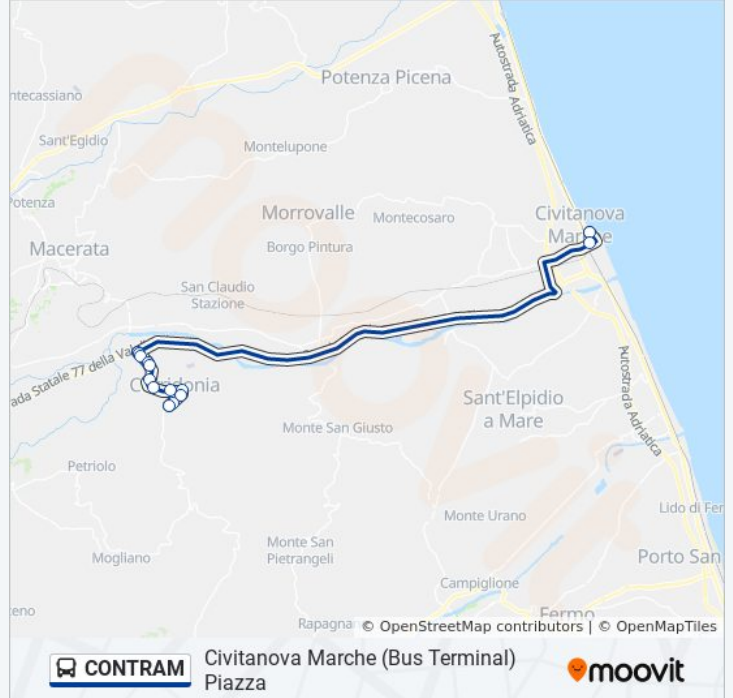 Potenza Picena
Autostrada Adriatica
ntecassiano
Sant'Egidio
Montelupone
Potenza
Morrovalle
Montecosaro
Civitanova
Marche
Macerata
Borgo Pintura
San Claudio
Stazione
ada Statale 77 della Val
Corridonia
Autostrada Adriatica
Sant'Elpidio
a Mare
Monte San Giusto
Petriolo
Lido di Fer
Monte Urano
Monte San
Pietrangeli
Mogliano
Porto San
Campiglione
eno
Fermo
Rapagnan
© OpenStreetMap contributors | © OpenMapTiles
moovit
CONTRAM
Civitanova Marche (Bus Terminal)
Piazza
moovit